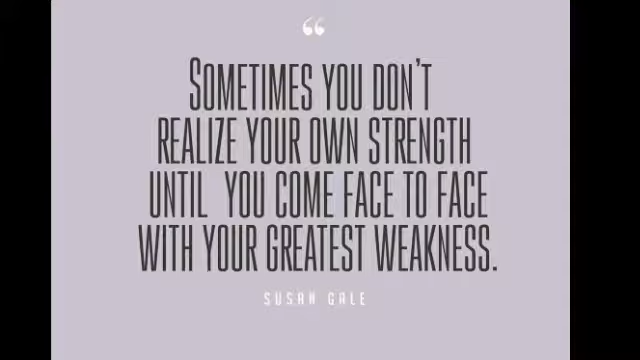 “
SOMETIMES YOU DON'T
REALIZE YOUR OWN STRENGTH
UNTIL YOU COME FACE TO FACE
WITH YOUR GREATEST WEAKNESS.
SUSAN GALE